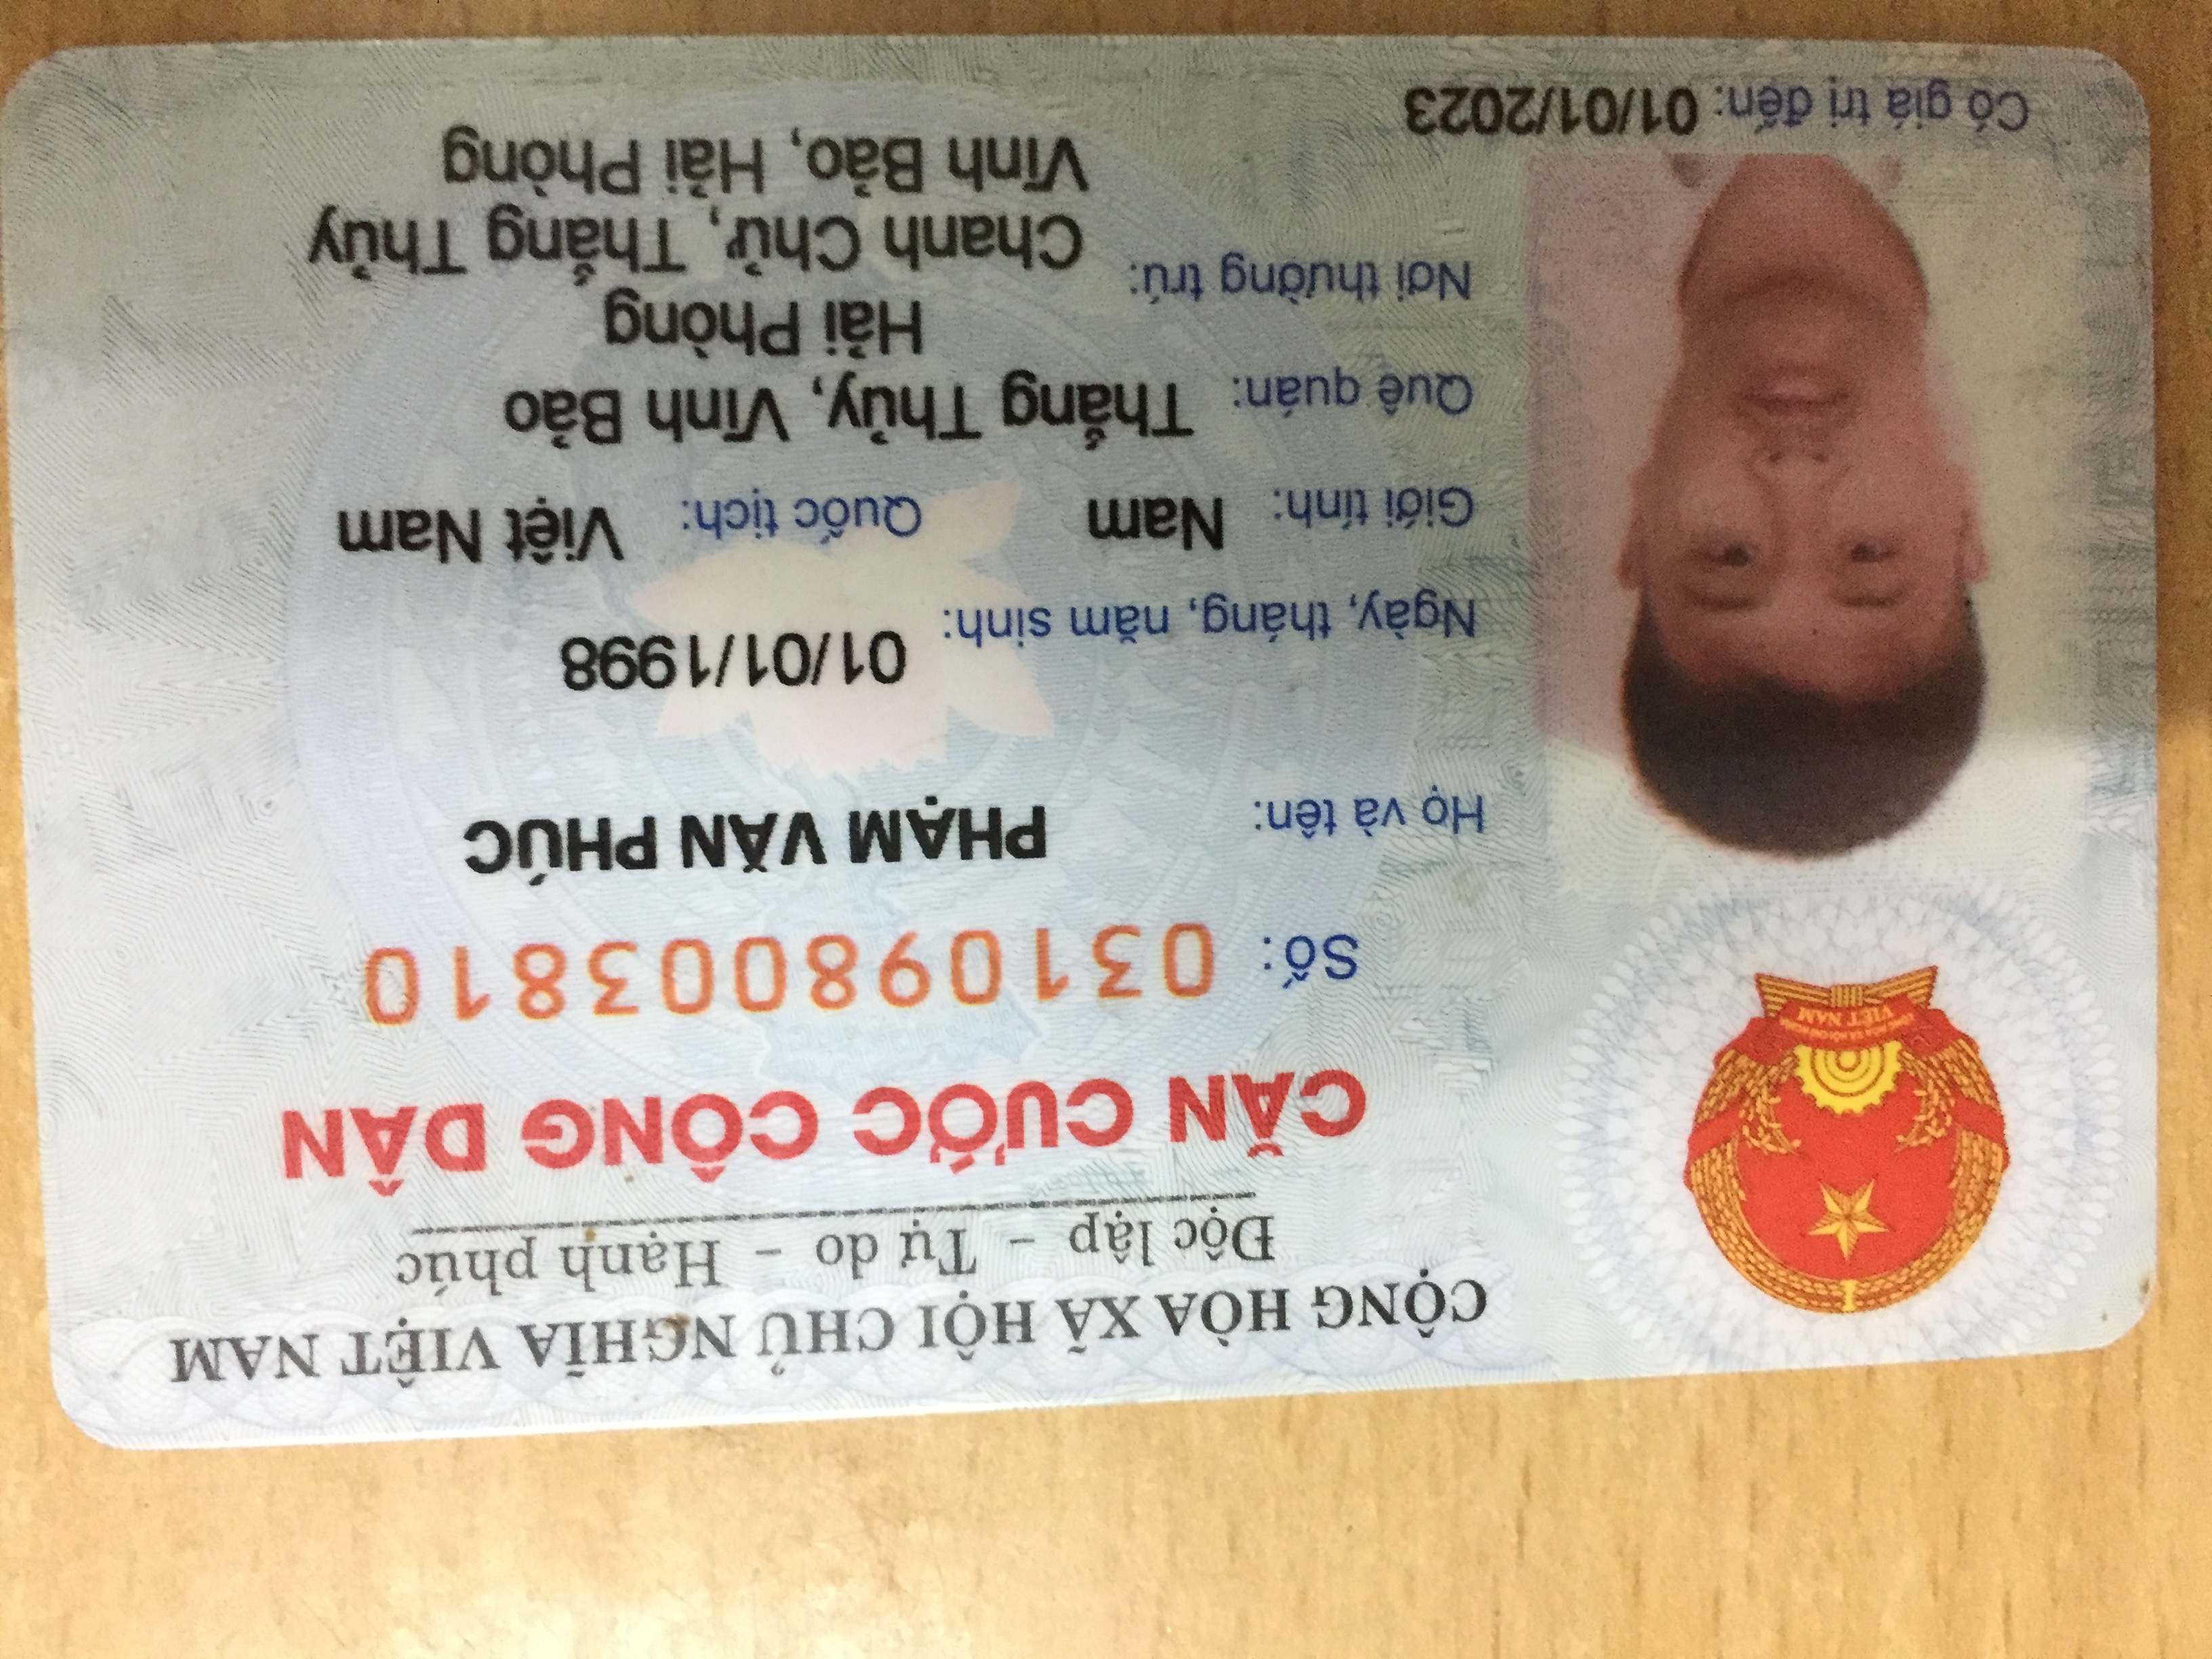 CỘNG HÒA XÃ HỘI CHỦ NGHĨA VIỆT NAM
Độc lập - Tự do - Hạnh phúc
CĂN CƯỚC CÔNG DÂN
CỘNG HÒA XÃ HỘI CHỦ NGHĨA
VIỆT NAM
Số: 031098003810
Họ và tên: PHẠM VĂN PHÚC
Ngày, tháng, năm sinh: 01/01/1998
Giới tính: Nam Quốc tịch: Việt Nam
Quê quán: Thắng Thủy, Vĩnh Bảo
Hải Phòng
Nơi thường trú:
Chanh Chử, Thắng Thủy
Vĩnh Bảo, Hải Phòng
Có giá trị đến: 01/01/2023